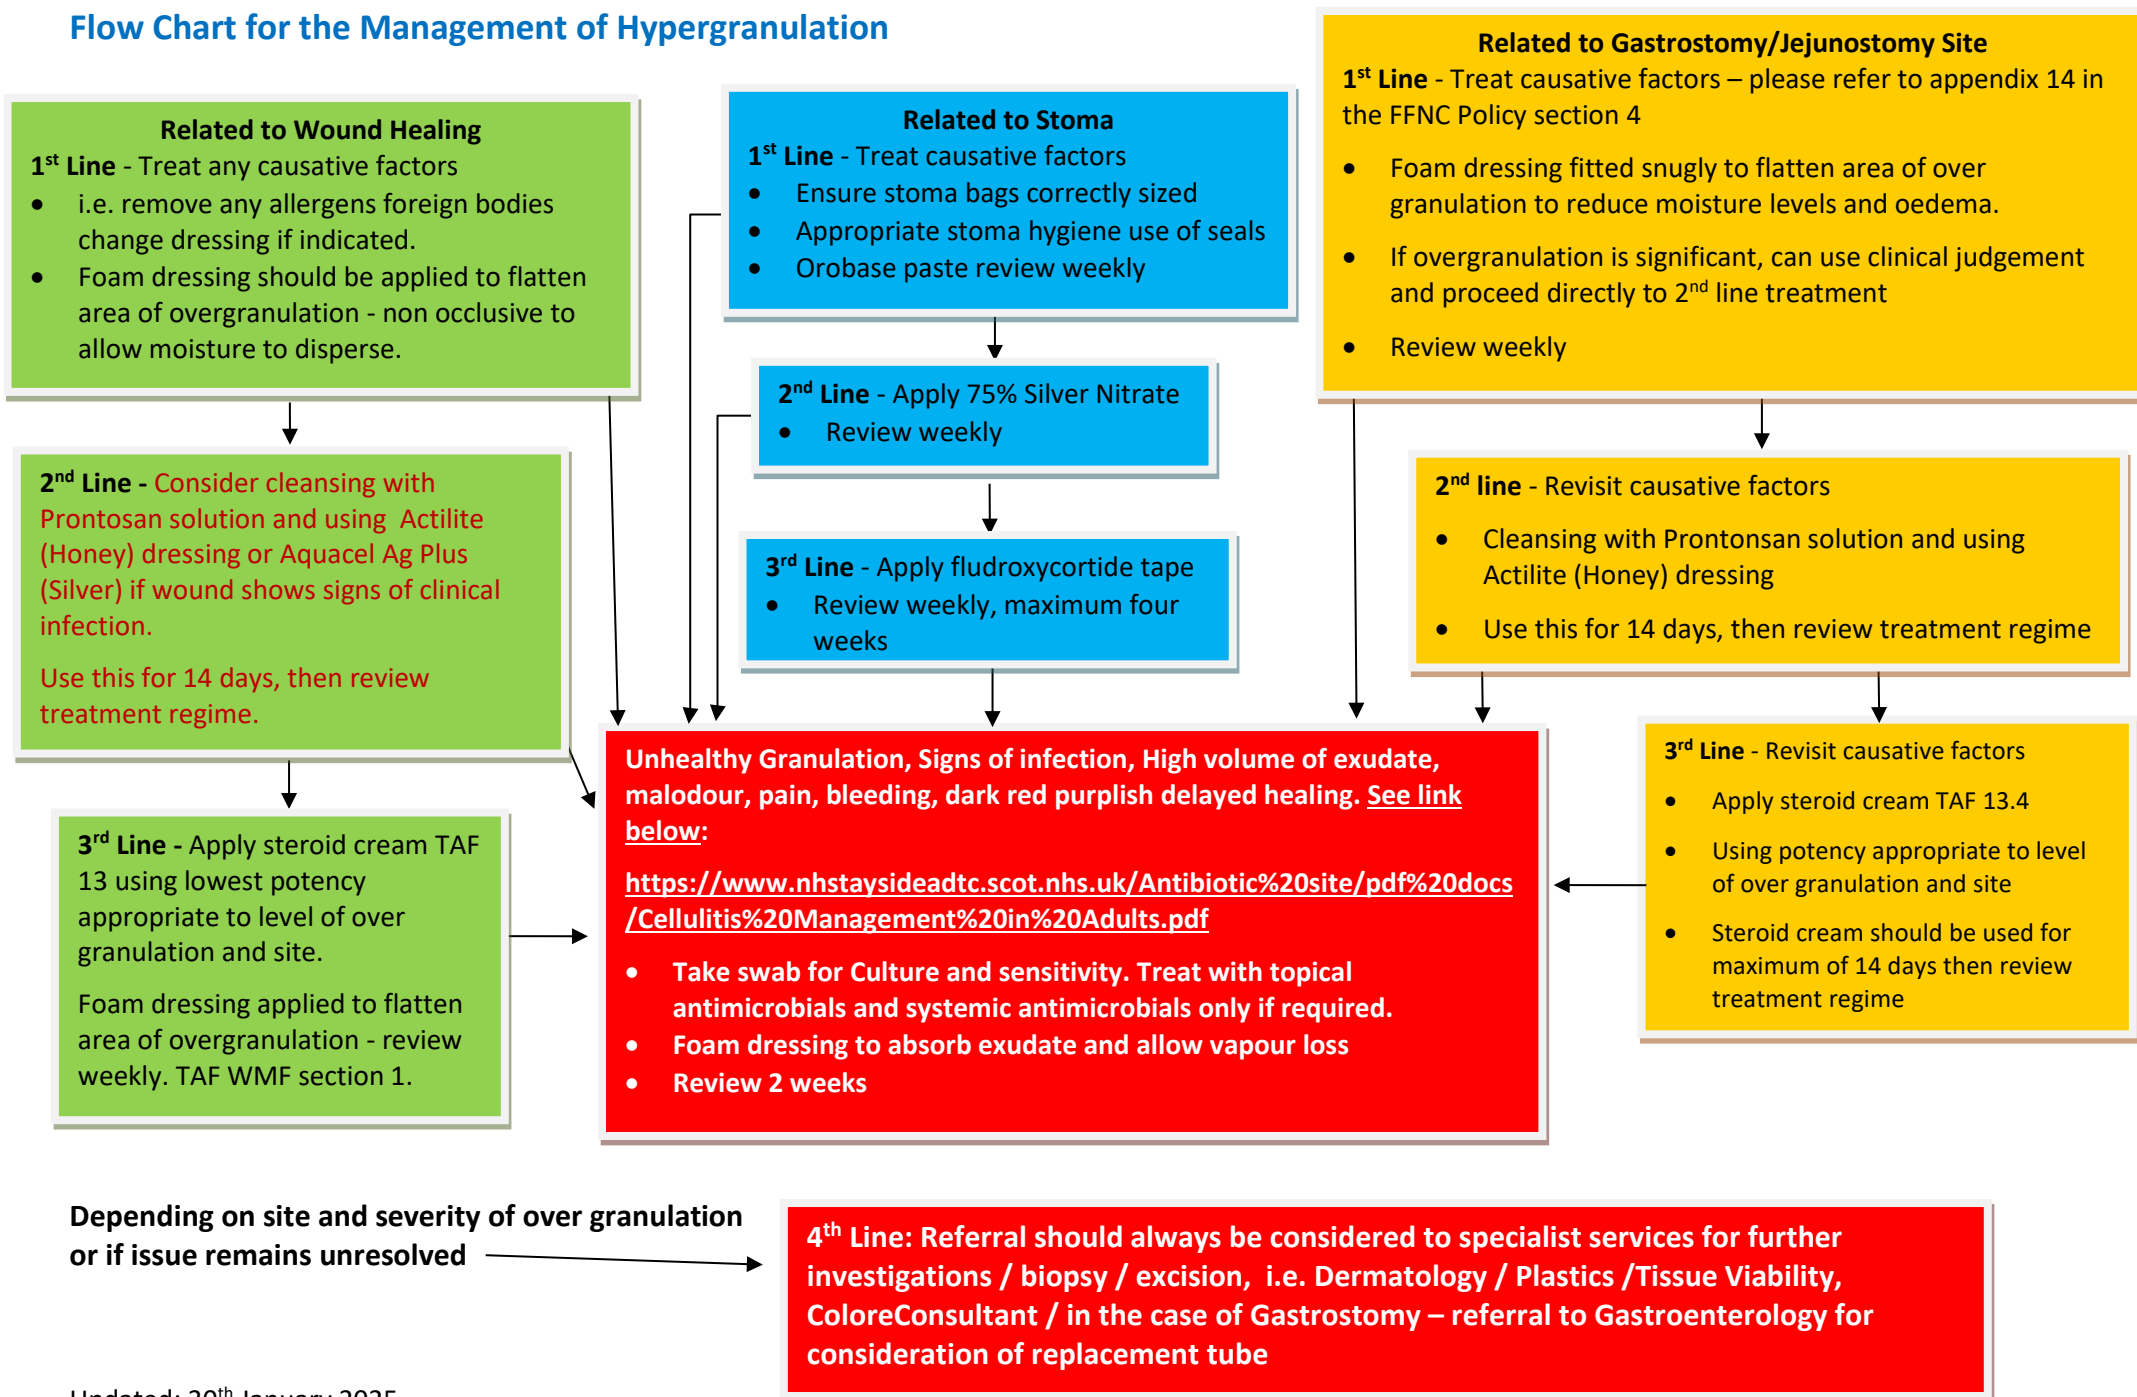 Flow Chart for the Management of Hypergranulation
Related to Wound Healing
1st Line - Treat any causative factors
• i.e. remove any allergens foreign bodies
change dressing if indicated.
• Foam dressing should be applied to flatten
area of overgranulation - non occlusive to
allow moisture to disperse.
2nd Line - Consider cleansing with
Prontosan solution and using Actilite
(Honey) dressing or Aquacel Ag Plus
(Silver) if wound shows signs of clinical
infection.
Use this for 14 days, then review
treatment regime.
3rd Line - Apply steroid cream TAF
13 using lowest potency
appropriate to level of over
granulation and site.
Foam dressing applied to flatten
area of overgranulation - review
weekly. TAF WMF section 1.
Related to Stoma
1st Line - Treat causative factors
• Ensure stoma bags correctly sized
• Appropriate stoma hygiene use of seals
• Orobase paste review weekly
2nd Line - Apply 75% Silver Nitrate
• Review weekly
3rd Line - Apply fludroxycortide tape
• Review weekly, maximum four
weeks
Related to Gastrostomy/Jejunostomy Site
1st Line - Treat causative factors – please refer to appendix 14 in
the FFNC Policy section 4
• Foam dressing fitted snugly to flatten area of over
granulation to reduce moisture levels and oedema.
• If overgranulation is significant, can use clinical judgement
and proceed directly to 2nd line treatment
• Review weekly
2nd line - Revisit causative factors
• Cleansing with Prontonsan solution and using
Actilite (Honey) dressing
• Use this for 14 days, then review treatment regime
3rd Line - Revisit causative factors
• Apply steroid cream TAF 13.4
• Using potency appropriate to level
of over granulation and site
• Steroid cream should be used for
maximum of 14 days then review
treatment regime
Unhealthy Granulation, Signs of infection, High volume of exudate,
malodour, pain, bleeding, dark red purplish delayed healing. See link
below:
https://www.nhstaysideadtc.scot.nhs.uk/Antibiotic%20site/pdf%20docs
/Cellulitis%20Management%20in%20Adults.pdf
• Take swab for Culture and sensitivity. Treat with topical
antimicrobials and systemic antimicrobials only if required.
• Foam dressing to absorb exudate and allow vapour loss
• Review 2 weeks
Depending on site and severity of over granulation
or if issue remains unresolved
4th Line: Referral should always be considered to specialist services for further
investigations / biopsy / excision, i.e. Dermatology / Plastics /Tissue Viability,
ColoreConsultant / in the case of Gastrostomy – referral to Gastroenterology for
consideration of replacement tube
Updated: th January 2025